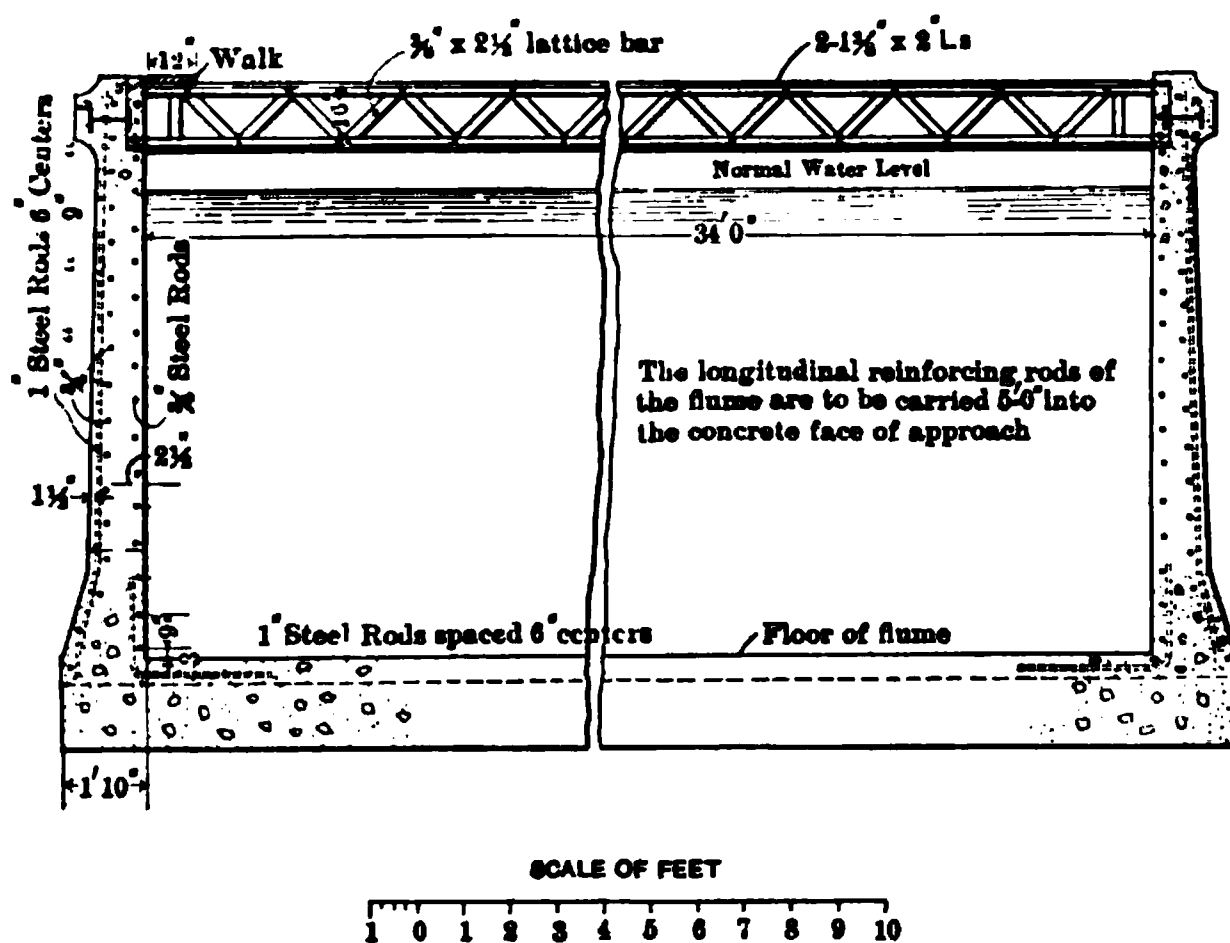 12" Walk
⅜" x 2½" lattice bar
2-1⅜" x 2" Ls
Normal Water Level
34'0"
1" Steel Rods 6" Centers
9"
Steel Rods
2½"
1½"
The longitudinal reinforcing rods of
the flume are to be carried 5'-0" into
the concrete face of approach
9"
1" Steel Rods spaced 6" centers
Floor of flume
1'10"
SCALE OF FEET
1 0 1 2 3 4 5 6 7 8 9 10